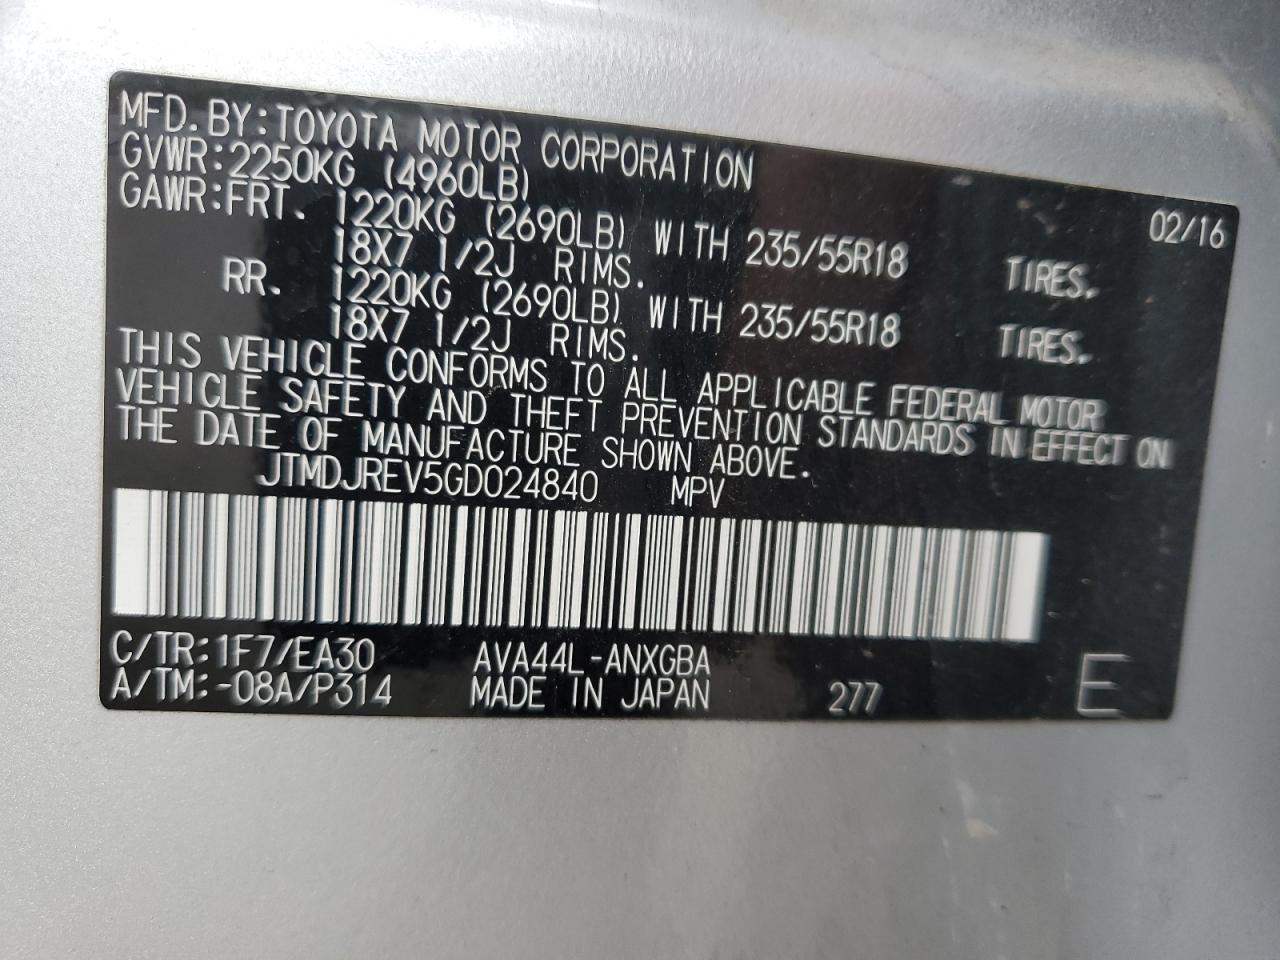 MFD.BY:TOYOTA MOTOR CORPORATION 02/16
GVWR:2250KG (4960LB)
GAWR:FRT. 1220KG (2690LB) WITH 235/55R18 TIRES.
18X7 1/2J RIMS.
RR. 1220KG (2690LB) WITH 235/55R18 TIRES.
18X7 1/2J RIMS.
THIS VEHICLE CONFORMS TO ALL APPLICABLE FEDERAL MOTOR
VEHICLE SAFETY AND THEFT PREVENTION STANDARDS IN EFFECT ON
THE DATE OF MANUFACTURE SHOWN ABOVE.
JTMDJREV5GD024840 MPV
C/TR:1F7/EA30 AVA44L-ANXGBA
A/TM:-08A/P314 MADE IN JAPAN 277 E